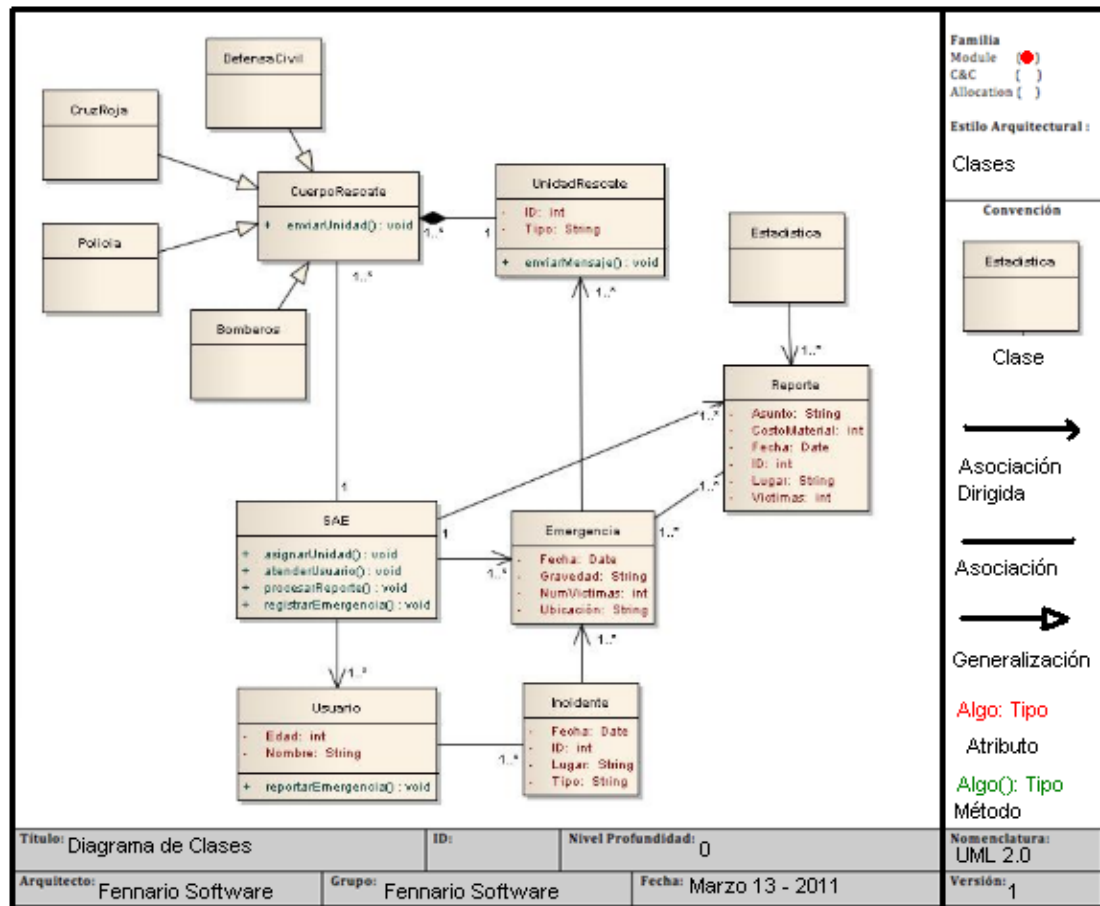 DefensaCivil
CruzRoja
CuerpoRescate
+ enviarUnidad() : void
1..*
1
1..*
UnidadRescate
- ID: int
- Tipo: String
+ enviarMensaje() : void
1..*
Policia
Bomberos
Estadistica
1..*
Reporte
- Asunto: String
- CostoMaterial: int
- Fecha: Date
- ID: int
- Lugar: String
- Victimas: int
1..*
1..*
1..*
1
SAE
+ asignarUnidad() : void
+ atenderUsuario() : void
+ procesarReporte() : void
+ registrarEmergencia() : void
1
1..*
Emergencia
- Fecha: Date
- Gravedad: String
- NumVictimas: int
- Ubicación: String
1..*
1..*
Usuario
- Edad: int
- Nombre: String
+ reportarEmergencia() : void
1..*
Incidente
- Fecha: Date
- ID: int
- Lugar: String
- Tipo: String
Familia
Module ( )
C&C ( )
Allocation ( )
Estilo Arquitectural :
Clases
Convención
Estadistica
Clase
Asociación
Dirigida
Asociación
Generalización
Algo: Tipo
Atributo
Algo(): Tipo
Método
Titulo: Diagrama de Clases
ID:
Nivel Profundidad: 0
Nomenclatura:
UML 2.0
Arquitecto: Fennario Software
Grupo: Fennario Software
Fecha: Marzo 13 - 2011
Versión: 1